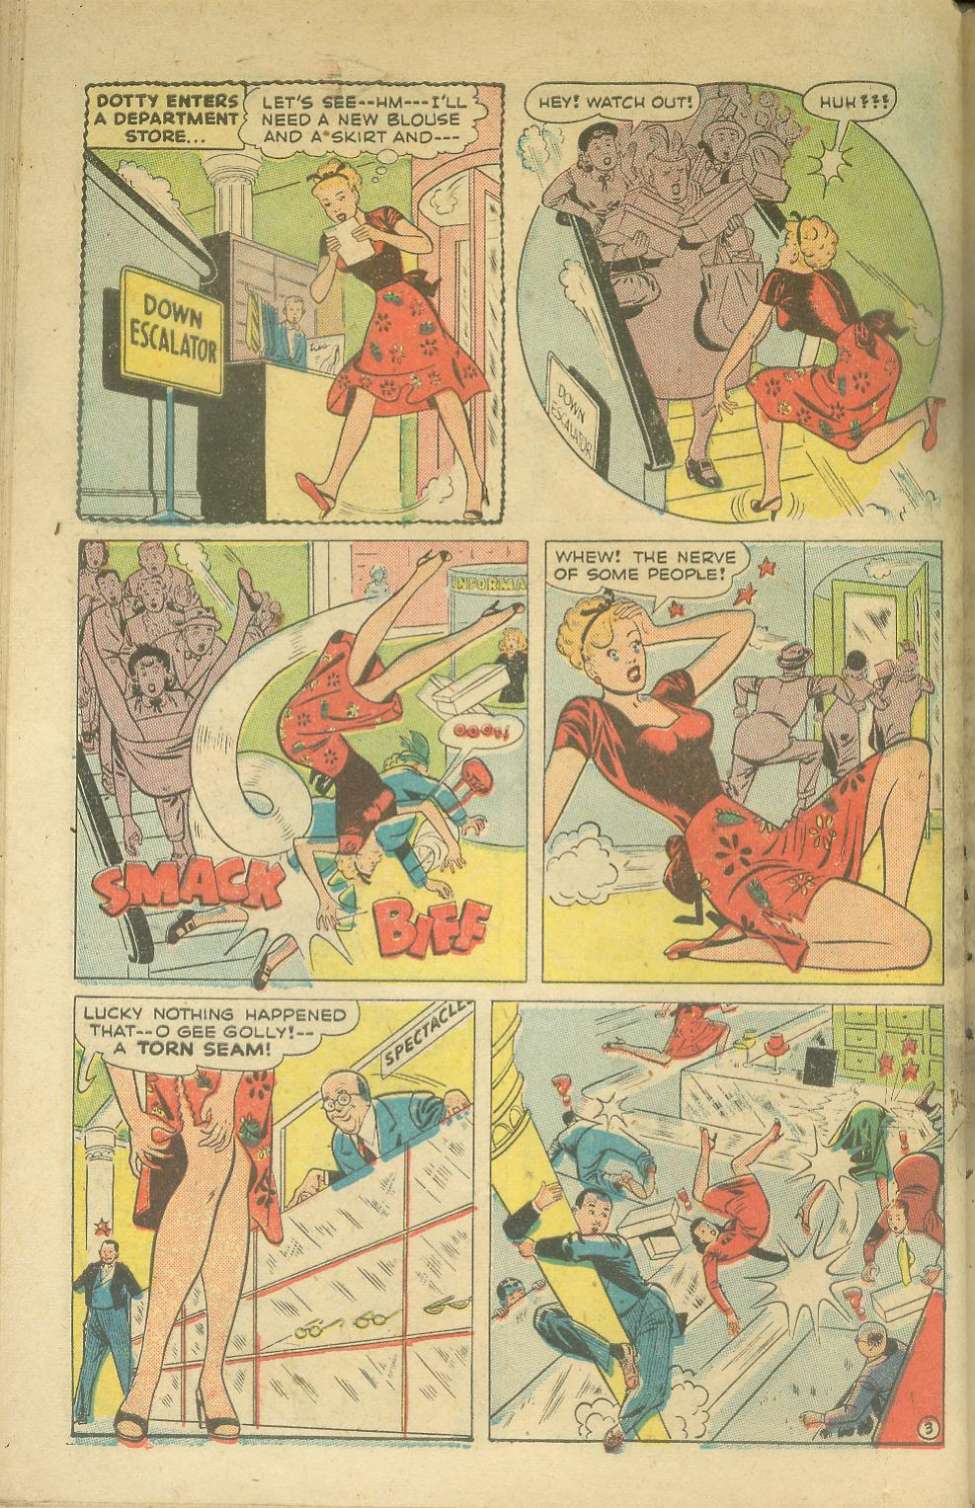 DOTTY ENTERS
A DEPARTMENT
STORE...
LET'S SEE--HM---I'LL
NEED A NEW BLOUSE
AND A SKIRT AND---
DOWN
ESCALATOR
HEY! WATCH OUT!
HUH???
DOWN
ESCALATOR
INFORMA
OOOW!
SMACK
BIFF
WHEW! THE NERVE
OF SOME PEOPLE!
LUCKY NOTHING HAPPENED
THAT--O GEE GOLLY!--
A TORN SEAM!
SPECTACLES
3